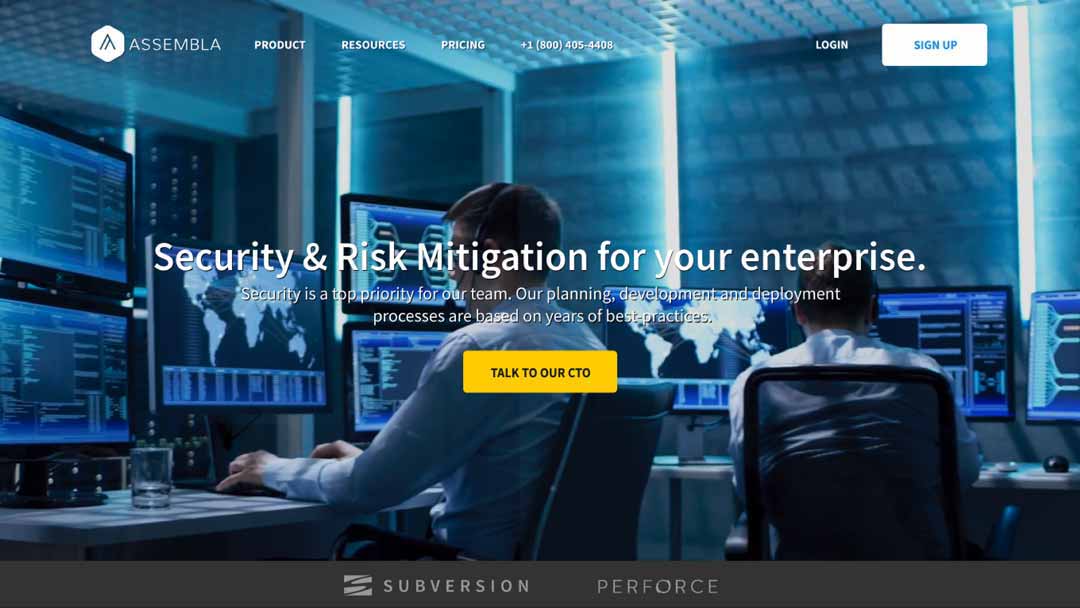 ASSEMBLA
PRODUCT
RESOURCES
PRICING
+1 (800) 405-4408
LOGIN
SIGN UP
Security & Risk Mitigation for your enterprise.
Security is a top priority for our team. Our planning, development and deployment
processes are based on years of best-practices.
TALK TO OUR CTO
SUBVERSION
PERFORCE